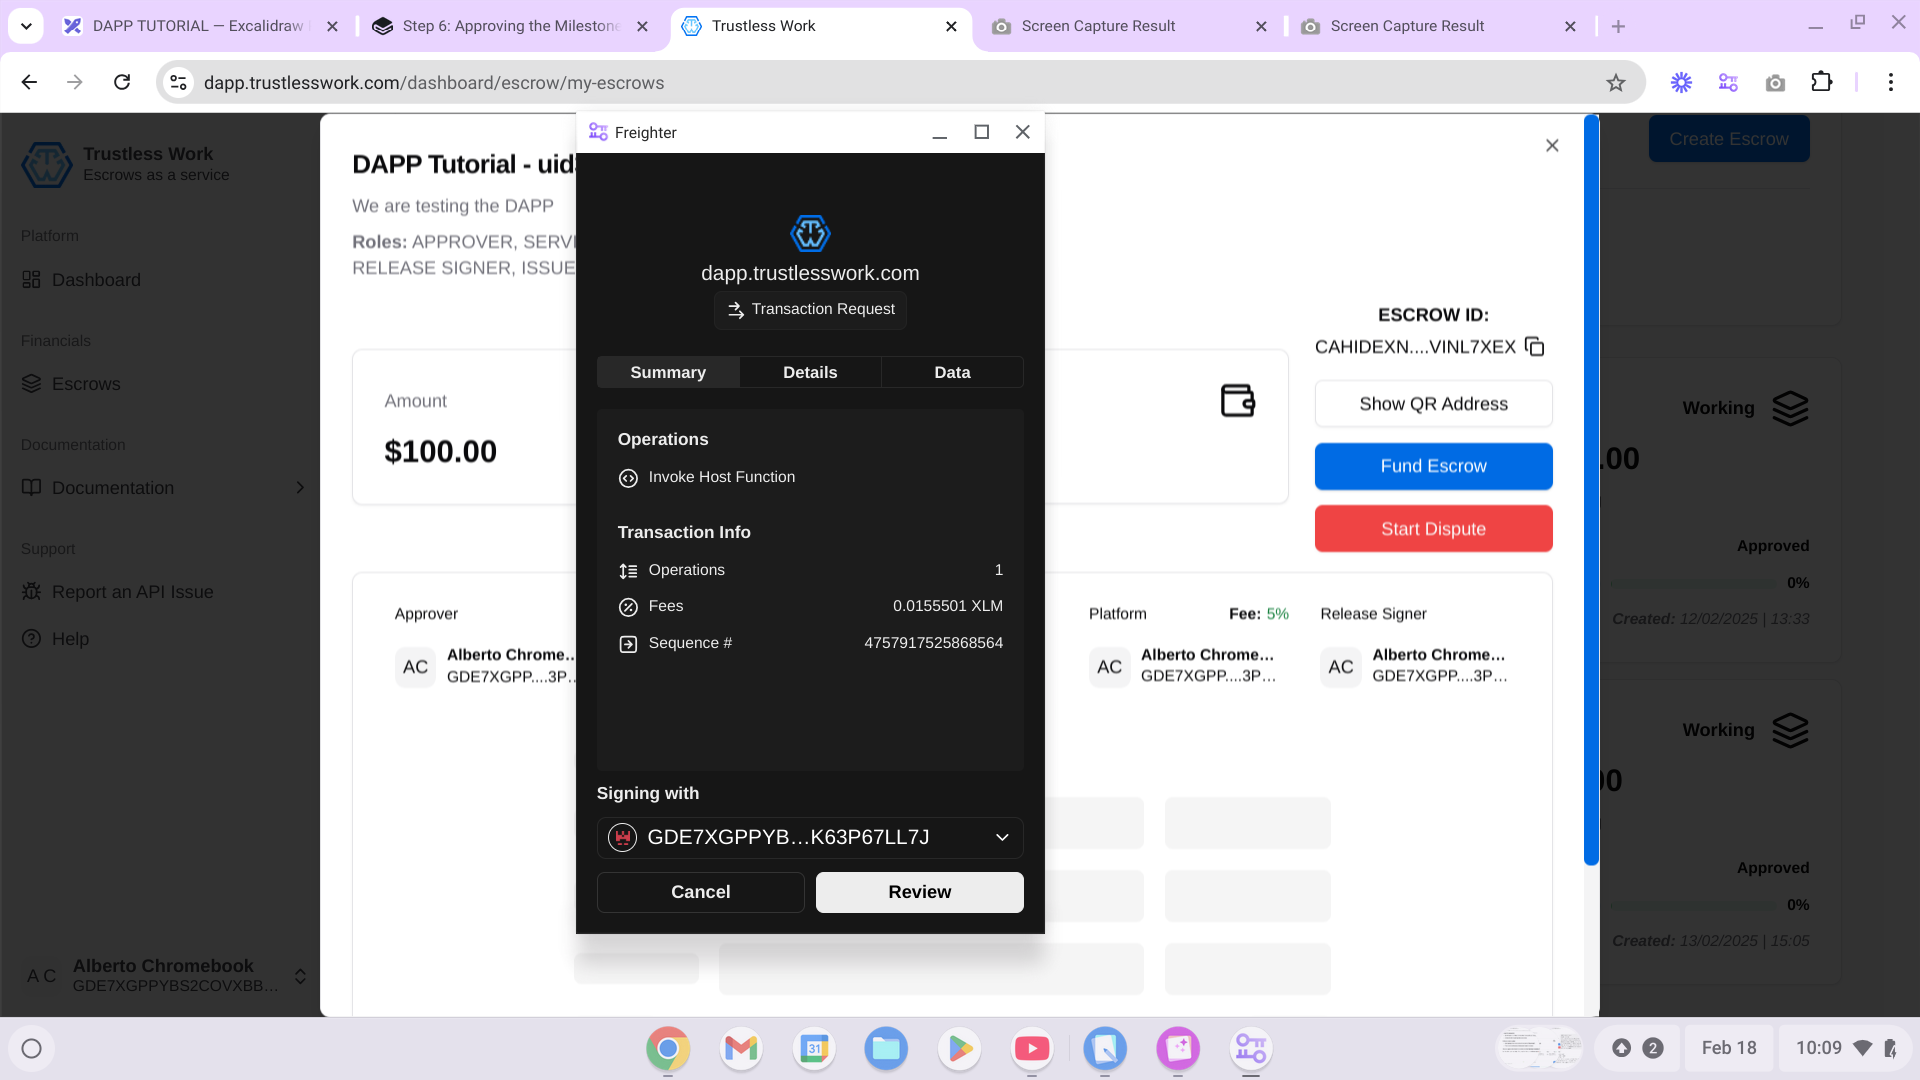 DAPP TUTORIAL — Excalidraw
Step 6: Approving the Milestone
Trustless Work
Screen Capture Result
Screen Capture Result
dapp.trustlesswork.com/dashboard/escrow/my-escrows
Trustless Work
Escrows as a service
Platform
Dashboard
Financials
Escrows
Documentation
Documentation
Support
Report an API Issue
Help
A C
Alberto Chromebook
GDE7XGPPYBS2COVXBB...
DAPP Tutorial -
We are testing the DAPP
Roles: APPROVER,
RELEASE SIGNER,
Amount
$100.00
Approver
AC
Alberto Chrome...
GDE7XGPP....3P...
Freighter
dapp.trustlesswork.com
Transaction Request
Summary
Details
Data
Operations
Invoke Host Function
Transaction Info
Operations 1
Fees 0.0155501 XLM
Sequence # 4757917525868564
Signing with
GDE7XGPPYB...K63P67LL7J
Cancel
Review
ESCROW ID:
CAHIDEXN....VINL7XEX
Show QR Address
Fund Escrow
Start Dispute
Platform Fee: 5%
AC
Alberto Chrome...
GDE7XGPP....3P...
Release Signer
AC
Alberto Chrome...
GDE7XGPP....3P...
Create Escrow
Working
.00
Approved
0%
Created: 12/02/2025 | 13:33
Working
Approved
0%
Created: 13/02/2025 | 15:05
31
2
Feb 18
10:09